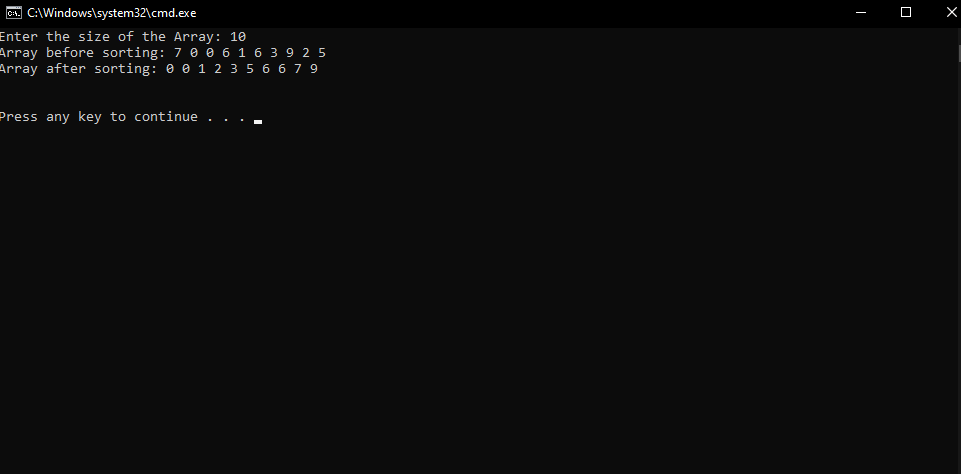 C:\Windows\system32\cmd.exe
Enter the size of the Array: 10
Array before sorting: 7 0 0 6 1 6 3 9 2 5
Array after sorting: 0 0 1 2 3 5 6 6 7 9
Press any key to continue . . .